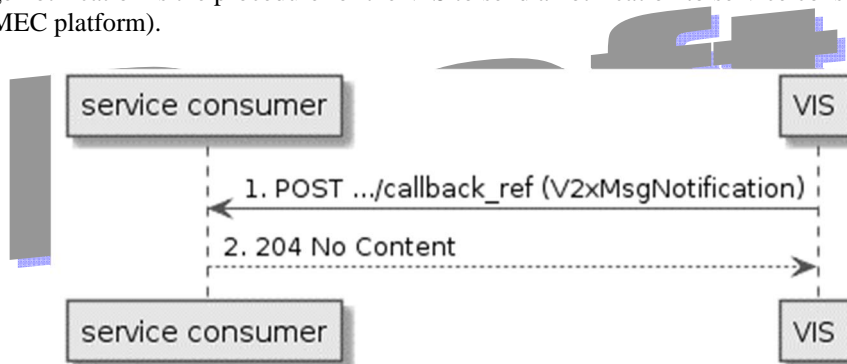 MEC platform).
service consumer
VIS
1. POST .../callback_ref (V2xMsgNotification)
2. 204 No Content
service consumer
VIS